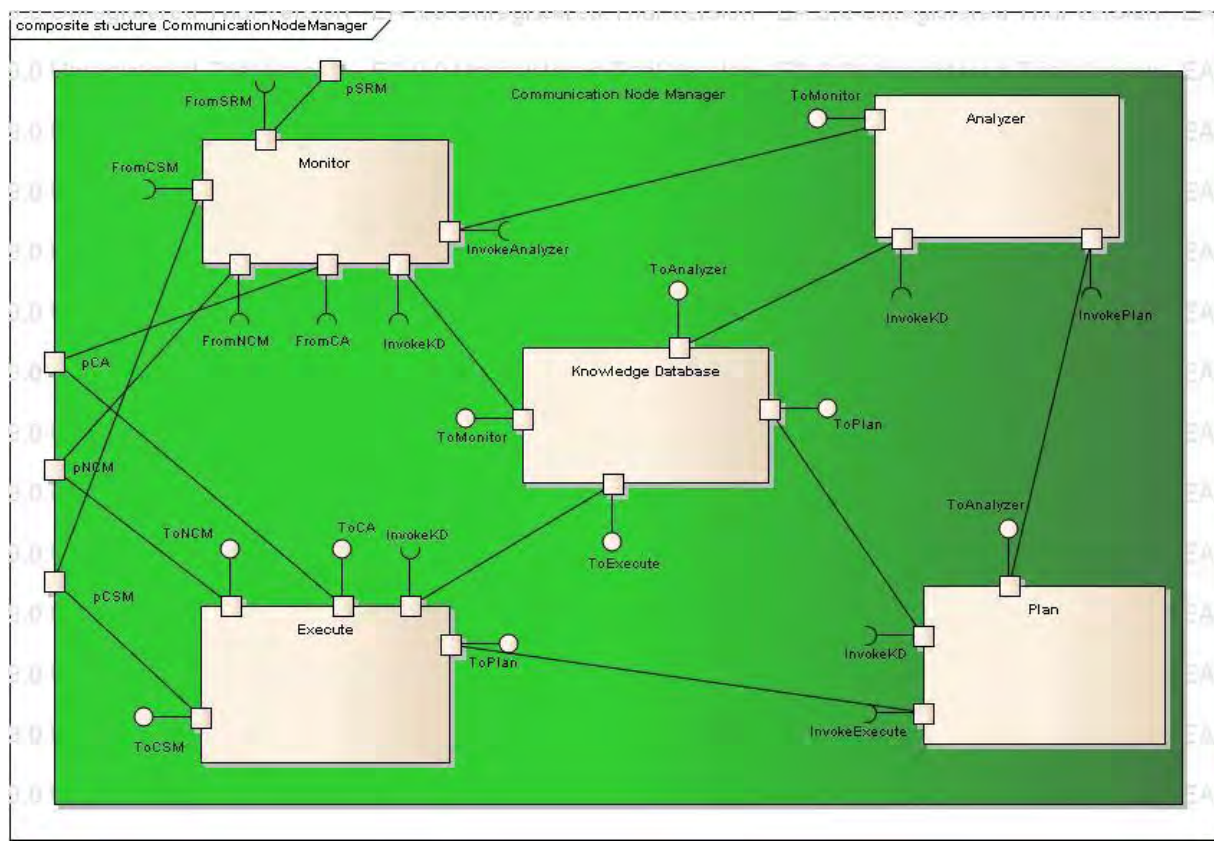 composite structure CommunicationNodeManager
pSRM
FromSRM
Communication Node Manager
ToMonitor
Analyzer
Monitor
FromCSM
InvokeAnalyzer
ToAnalyzer
InvokeKD
InvokePlan
FromNCM
FromCA
InvokeKD
pCA
Knowledge Database
ToMonitor
ToPlan
pNCM
ToNCM
ToCA
InvokeKD
ToExecute
ToAnalyzer
pCSM
Execute
Plan
ToPlan
InvokeKD
ToCSM
InvokeExecute